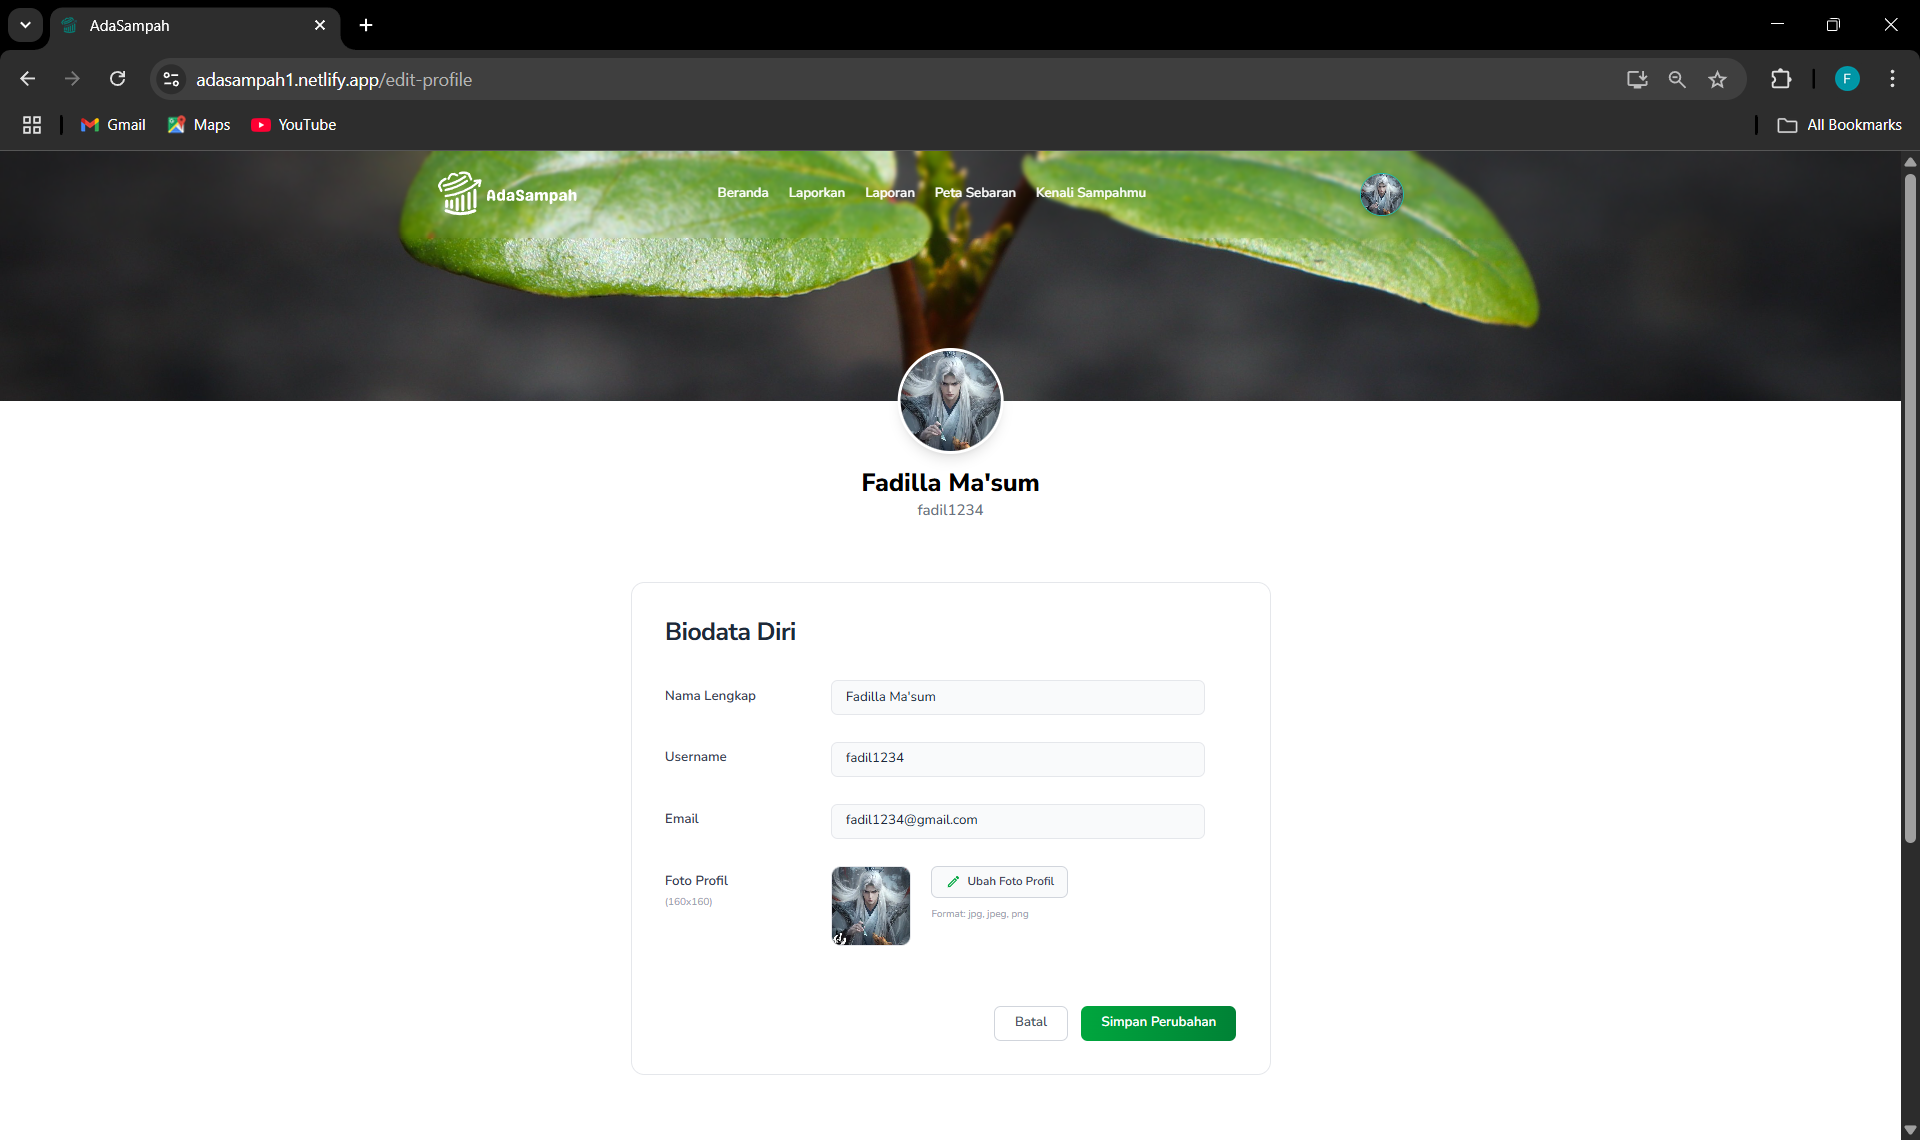 AdaSampah
adasampah1.netlify.app/edit-profile
F
Gmail
Maps
YouTube
All Bookmarks
AdaSampah
Beranda
Laporkan
Laporan
Peta Sebaran
Kenali Sampahmu
Fadilla Ma'sum
fadil1234
Biodata Diri
Nama Lengkap
Fadilla Ma'sum
Username
fadil1234
Email
fadil1234@gmail.com
Foto Profil
(160x160)
Ubah Foto Profil
Format: jpg, jpeg, png
Batal
Simpan Perubahan